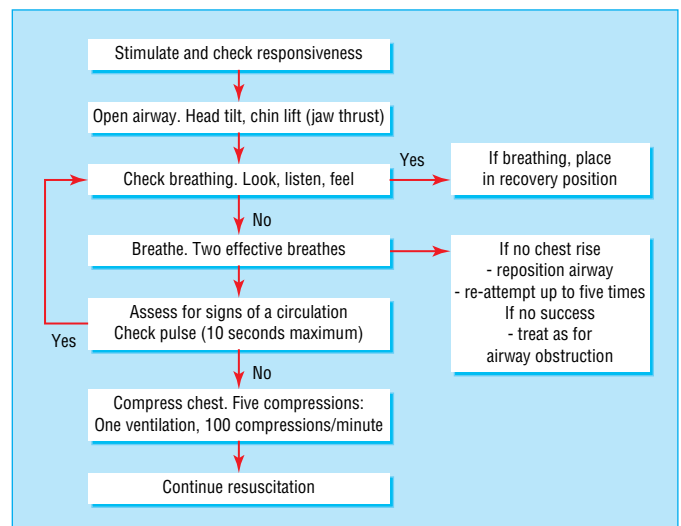 Stimulate and check responsiveness
Open airway. Head tilt, chin lift (jaw thrust)
Check breathing. Look, listen, feel
Yes
If breathing, place
in recovery position
No
Breathe. Two effective breathes
If no chest rise
- reposition airway
- re-attempt up to five times
If no success
- treat as for
airway obstruction
Assess for signs of a circulation
Check pulse (10 seconds maximum)
Yes
No
Compress chest. Five compressions:
One ventilation, 100 compressions/minute
Continue resuscitation